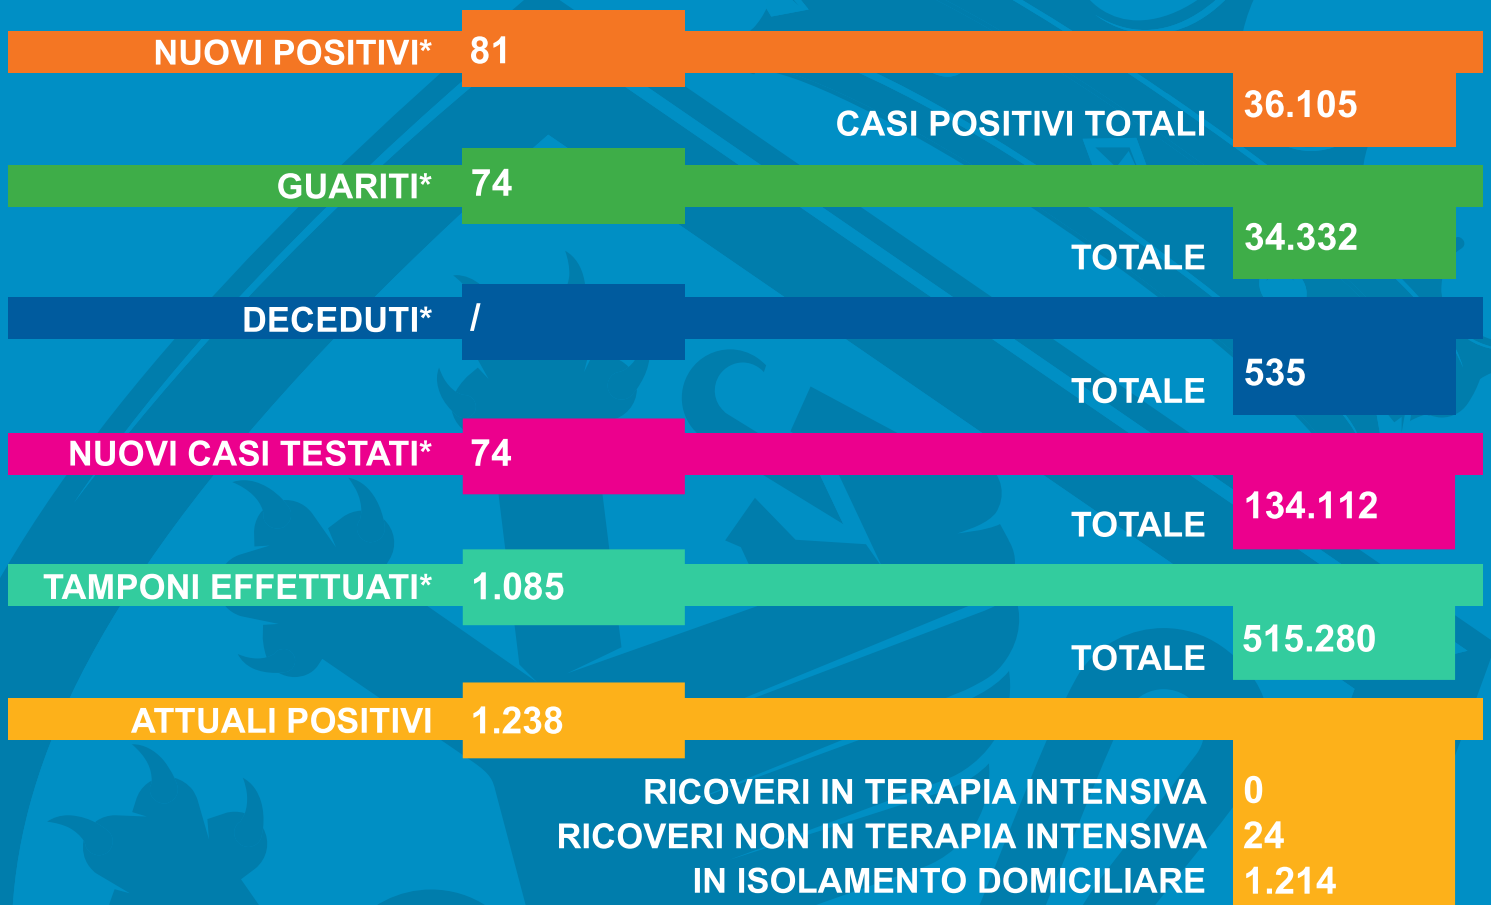 NUOVI POSITIVI* 81
CASI POSITIVI TOTALI 36.105
GUARITI* 74
TOTALE 34.332
DECEDUTI* /
TOTALE 535
NUOVI CASI TESTATI* 74
TOTALE 134.112
TAMPONI EFFETTUATI* 1.085
TOTALE 515.280
ATTUALI POSITIVI 1.238
RICOVERI IN TERAPIA INTENSIVA 0
RICOVERI NON IN TERAPIA INTENSIVA 24
IN ISOLAMENTO DOMICILIARE 1.214